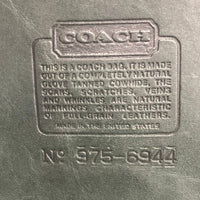 COACH
THIS IS A COACH BAG. IT IS MADE
OUT OF A COMPLETELY NATURAL
GLOVE TANNED COWHIDE. THE
SCARS, SCRATCHES, VEINS
AND WRINKLES ARE NATURAL
MARKINGS CHARACTERISTIC
OF FULL-GRAIN LEATHERS.
MADE IN THE UNITED STATES
Nº 975-6944